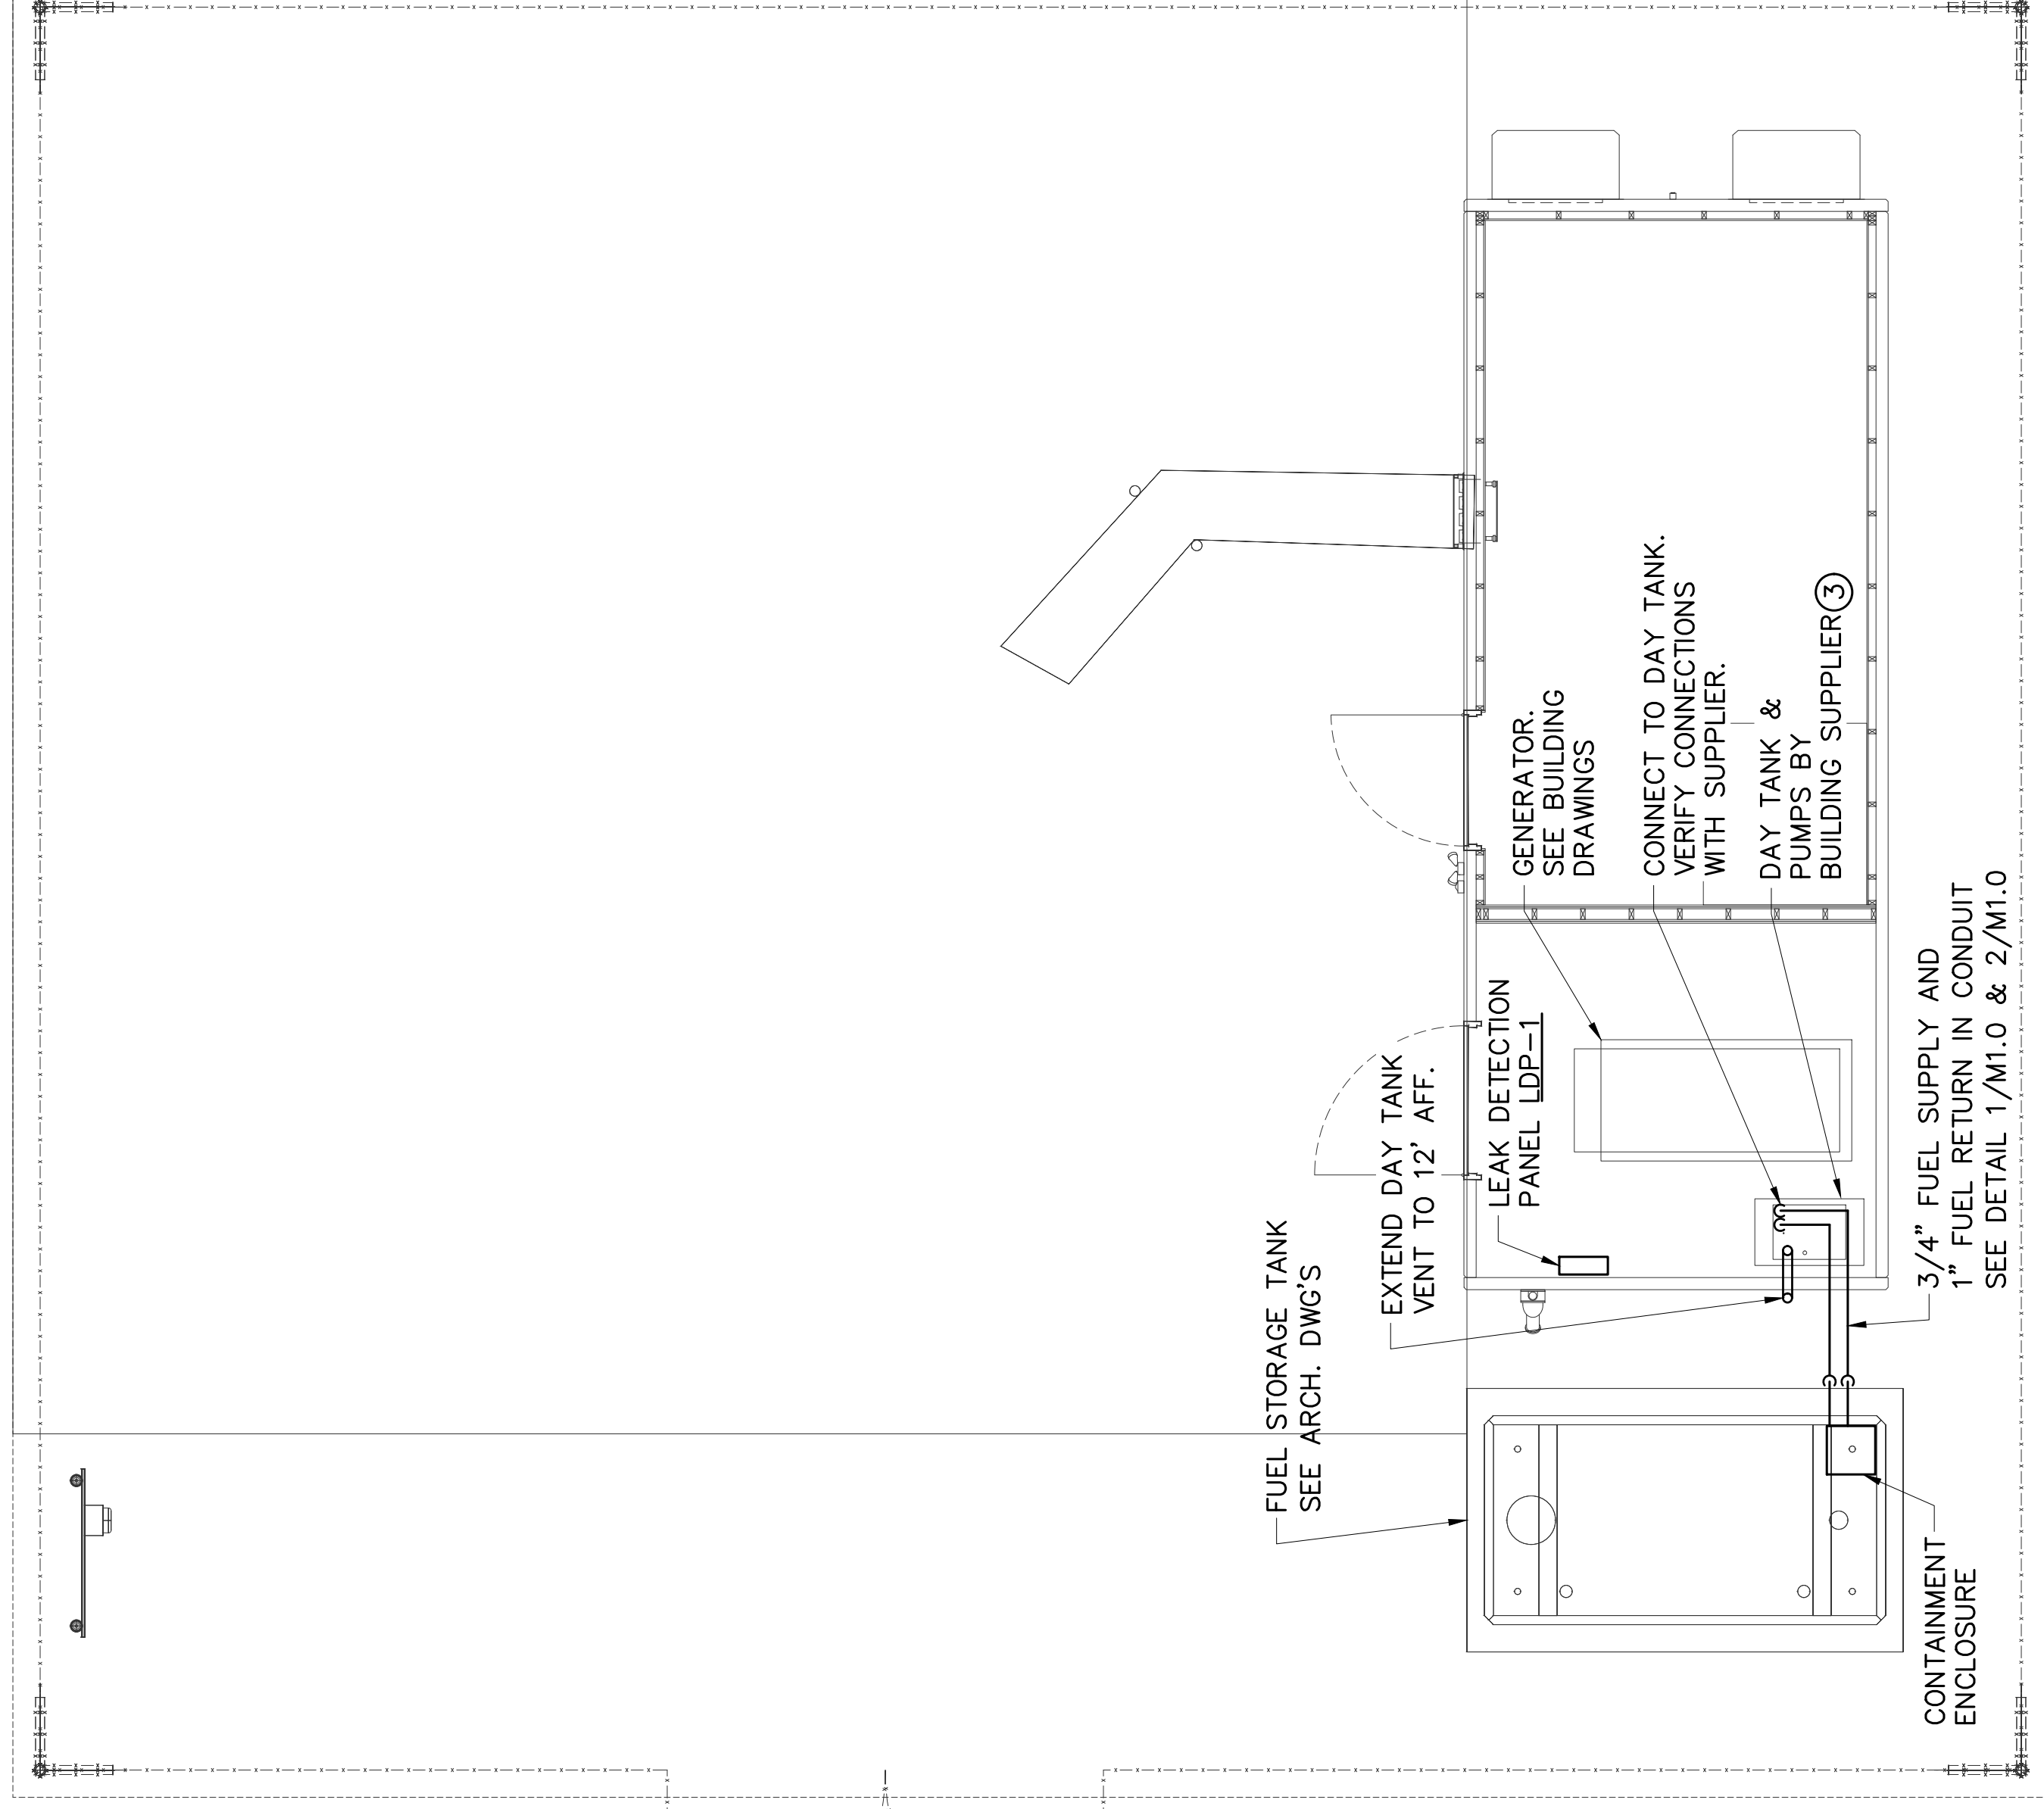 FUEL STORAGE TANK
SEE ARCH. DWG'S
EXTEND DAY TANK
VENT TO 12' AFF.
LEAK DETECTION
PANEL LDP-1
GENERATOR.
SEE BUILDING
DRAWINGS
CONNECT TO DAY TANK.
VERIFY CONNECTIONS
WITH SUPPLIER.
DAY TANK &
PUMPS BY
BUILDING SUPPLIER 3
3/4" FUEL SUPPLY AND
1" FUEL RETURN IN CONDUIT
SEE DETAIL 1/M1.0 & 2/M1.0
CONTAINMENT
ENCLOSURE